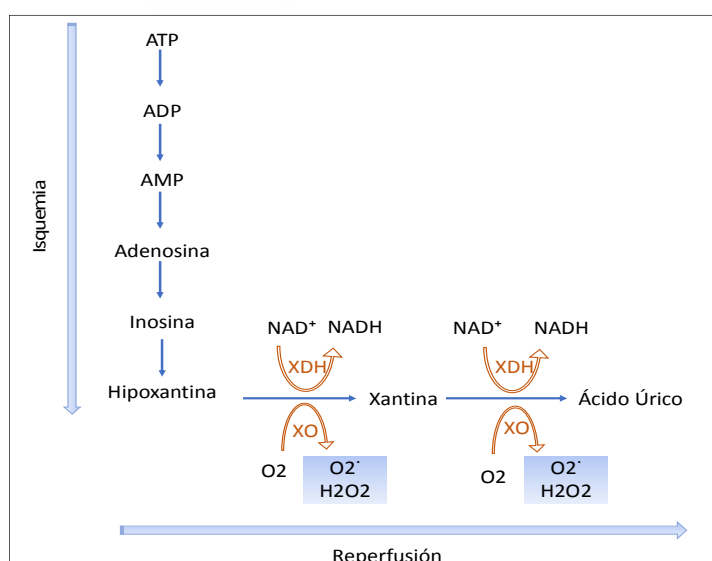 ATP
ADP
AMP
Isquemia
Adenosina
Inosina
NAD⁺ NADH
NAD⁺ NADH
XDH
XDH
Hipoxantina
Xantina
Ácido Úrico
XO
XO
O2
O2˙
H2O2
O2
O2˙
H2O2
Reperfusión